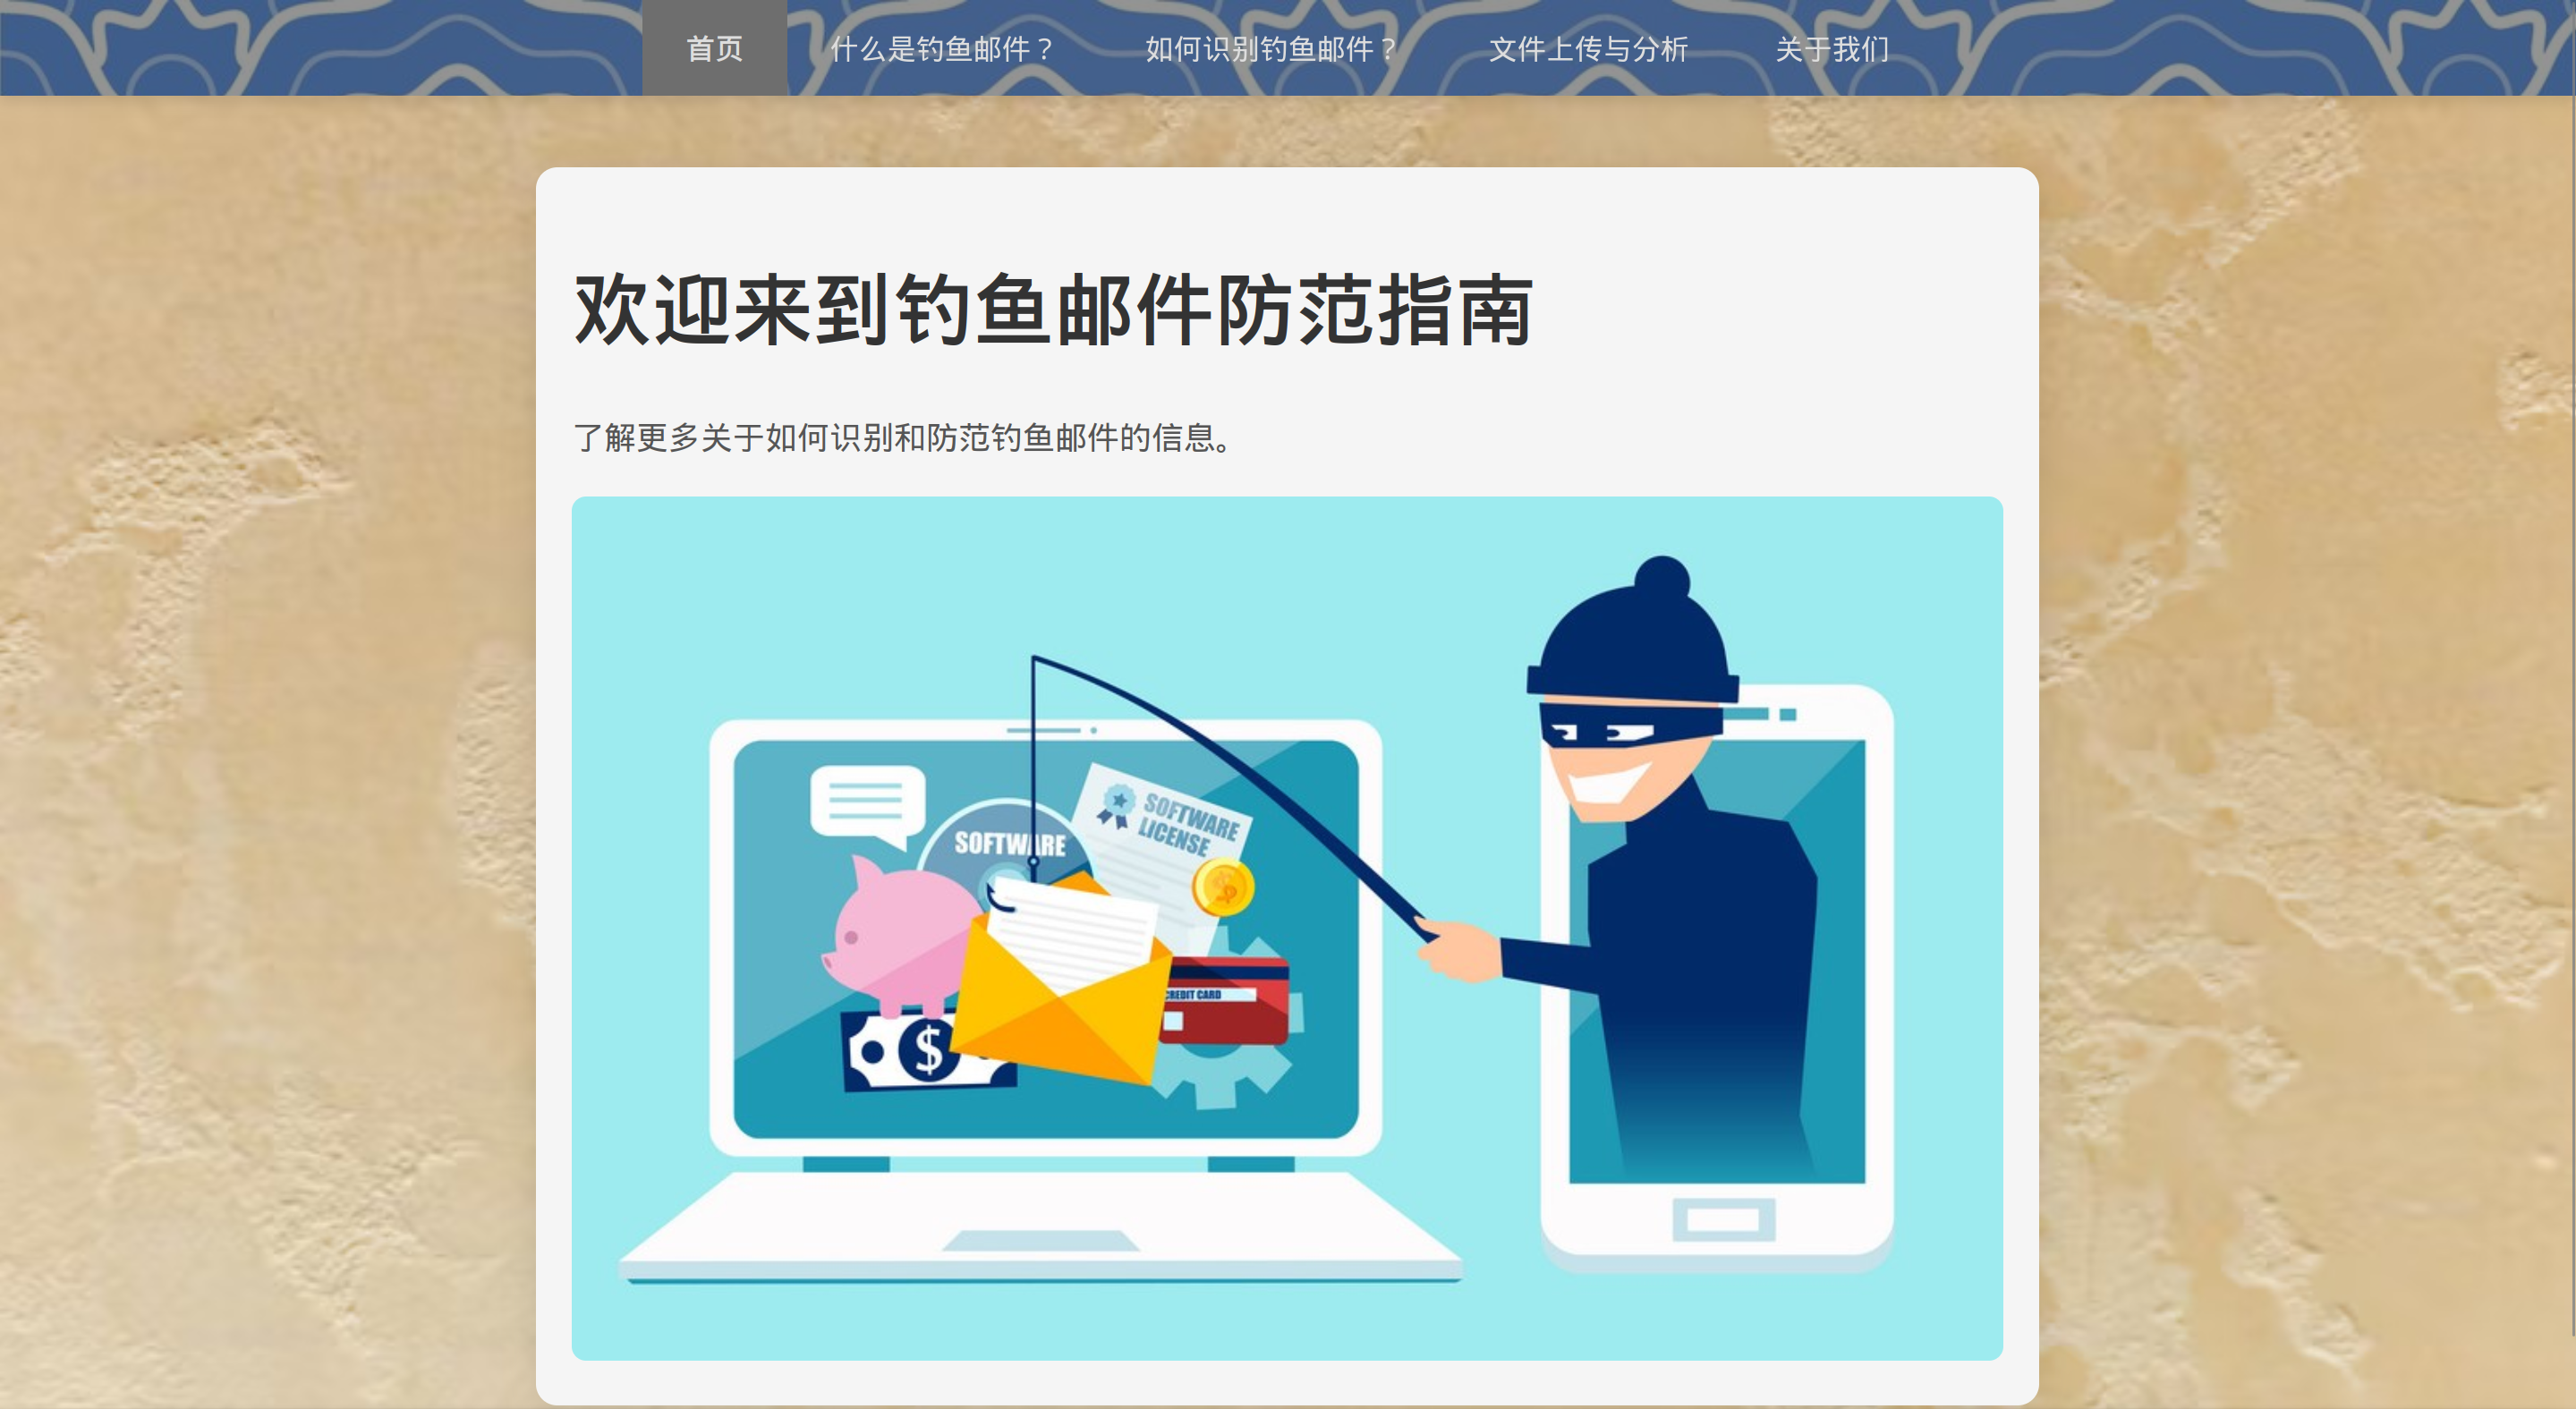 首页
什么是钓鱼邮件？
如何识别钓鱼邮件？
文件上传与分析
关于我们
欢迎来到钓鱼邮件防范指南
了解更多关于如何识别和防范钓鱼邮件的信息。
SOFTWARE
SOFTWARE
LICENSE
$
CREDIT CARD
$